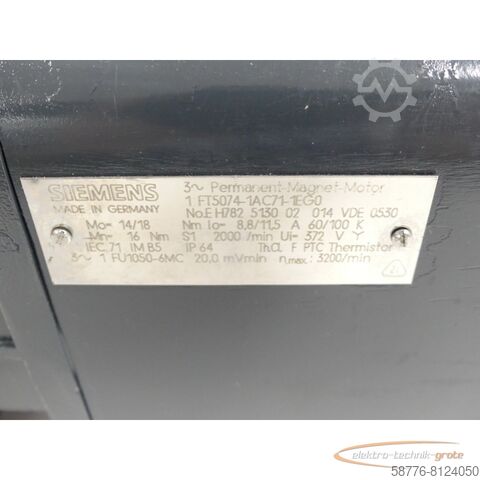 SIEMENS
MADE IN GERMANY
3~ Permanent-Magnet-Motor
1 FT5074-1AC71-1EG0
No.E H782 5130 02 014 VDE 0530
Mo= 14/18 Nm Io= 8,8/11,5 A 60/100 K
Mn= 16 Nm S1 2000 /min Ui= 372 V Y
IEC 71 IM B5 IP 64 Th.Cl. F PTC Thermistor
3~ 1 FU1050-6MC 20,0 mV/min nmax.: 3200/min
elektro-technik-grote
58776-8124050